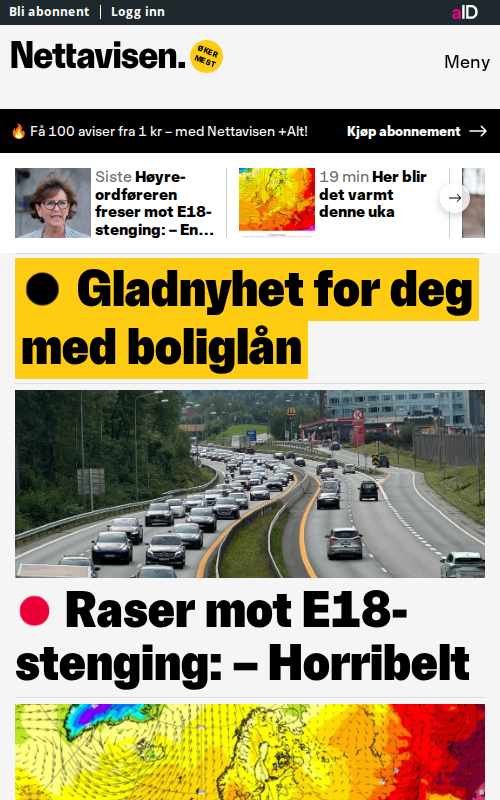 Bli abonnent Logg inn
aID
Nettavisen.
ØKER
MEST
Meny
🔥 Få 100 aviser fra 1 kr – med Nettavisen +Alt!
Kjøp abonnement →
Siste Høyre-
ordføreren
freser mot E18-
stenging: – En...
19 min Her blir
det varmt
denne uka
Gladnyhet for deg
med boliglån
Raser mot E18-
stenging: – Horribelt